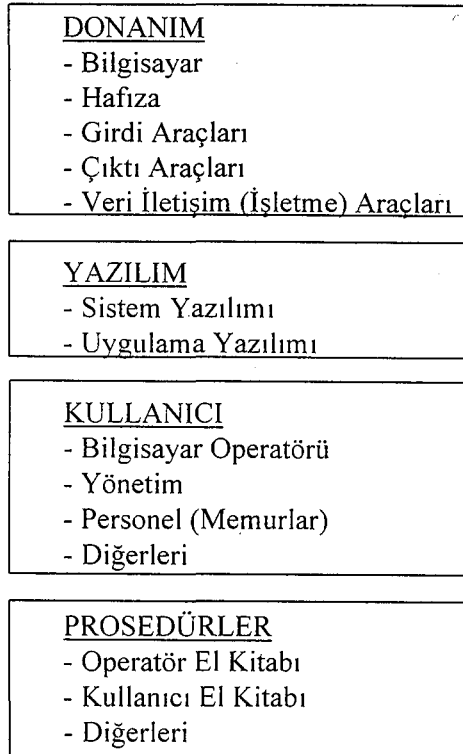 DONANIM
- Bilgisayar
- Hafıza
- Girdi Araçları
- Çıktı Araçları
- Veri İletişim (İşletme) Araçları
YAZILIM
- Sistem Yazılımı
- Uygulama Yazılımı
KULLANICI
- Bilgisayar Operatörü
- Yönetim
- Personel (Memurlar)
- Diğerleri
PROSEDÜRLER
- Operatör El Kitabı
- Kullanıcı El Kitabı
- Diğerleri